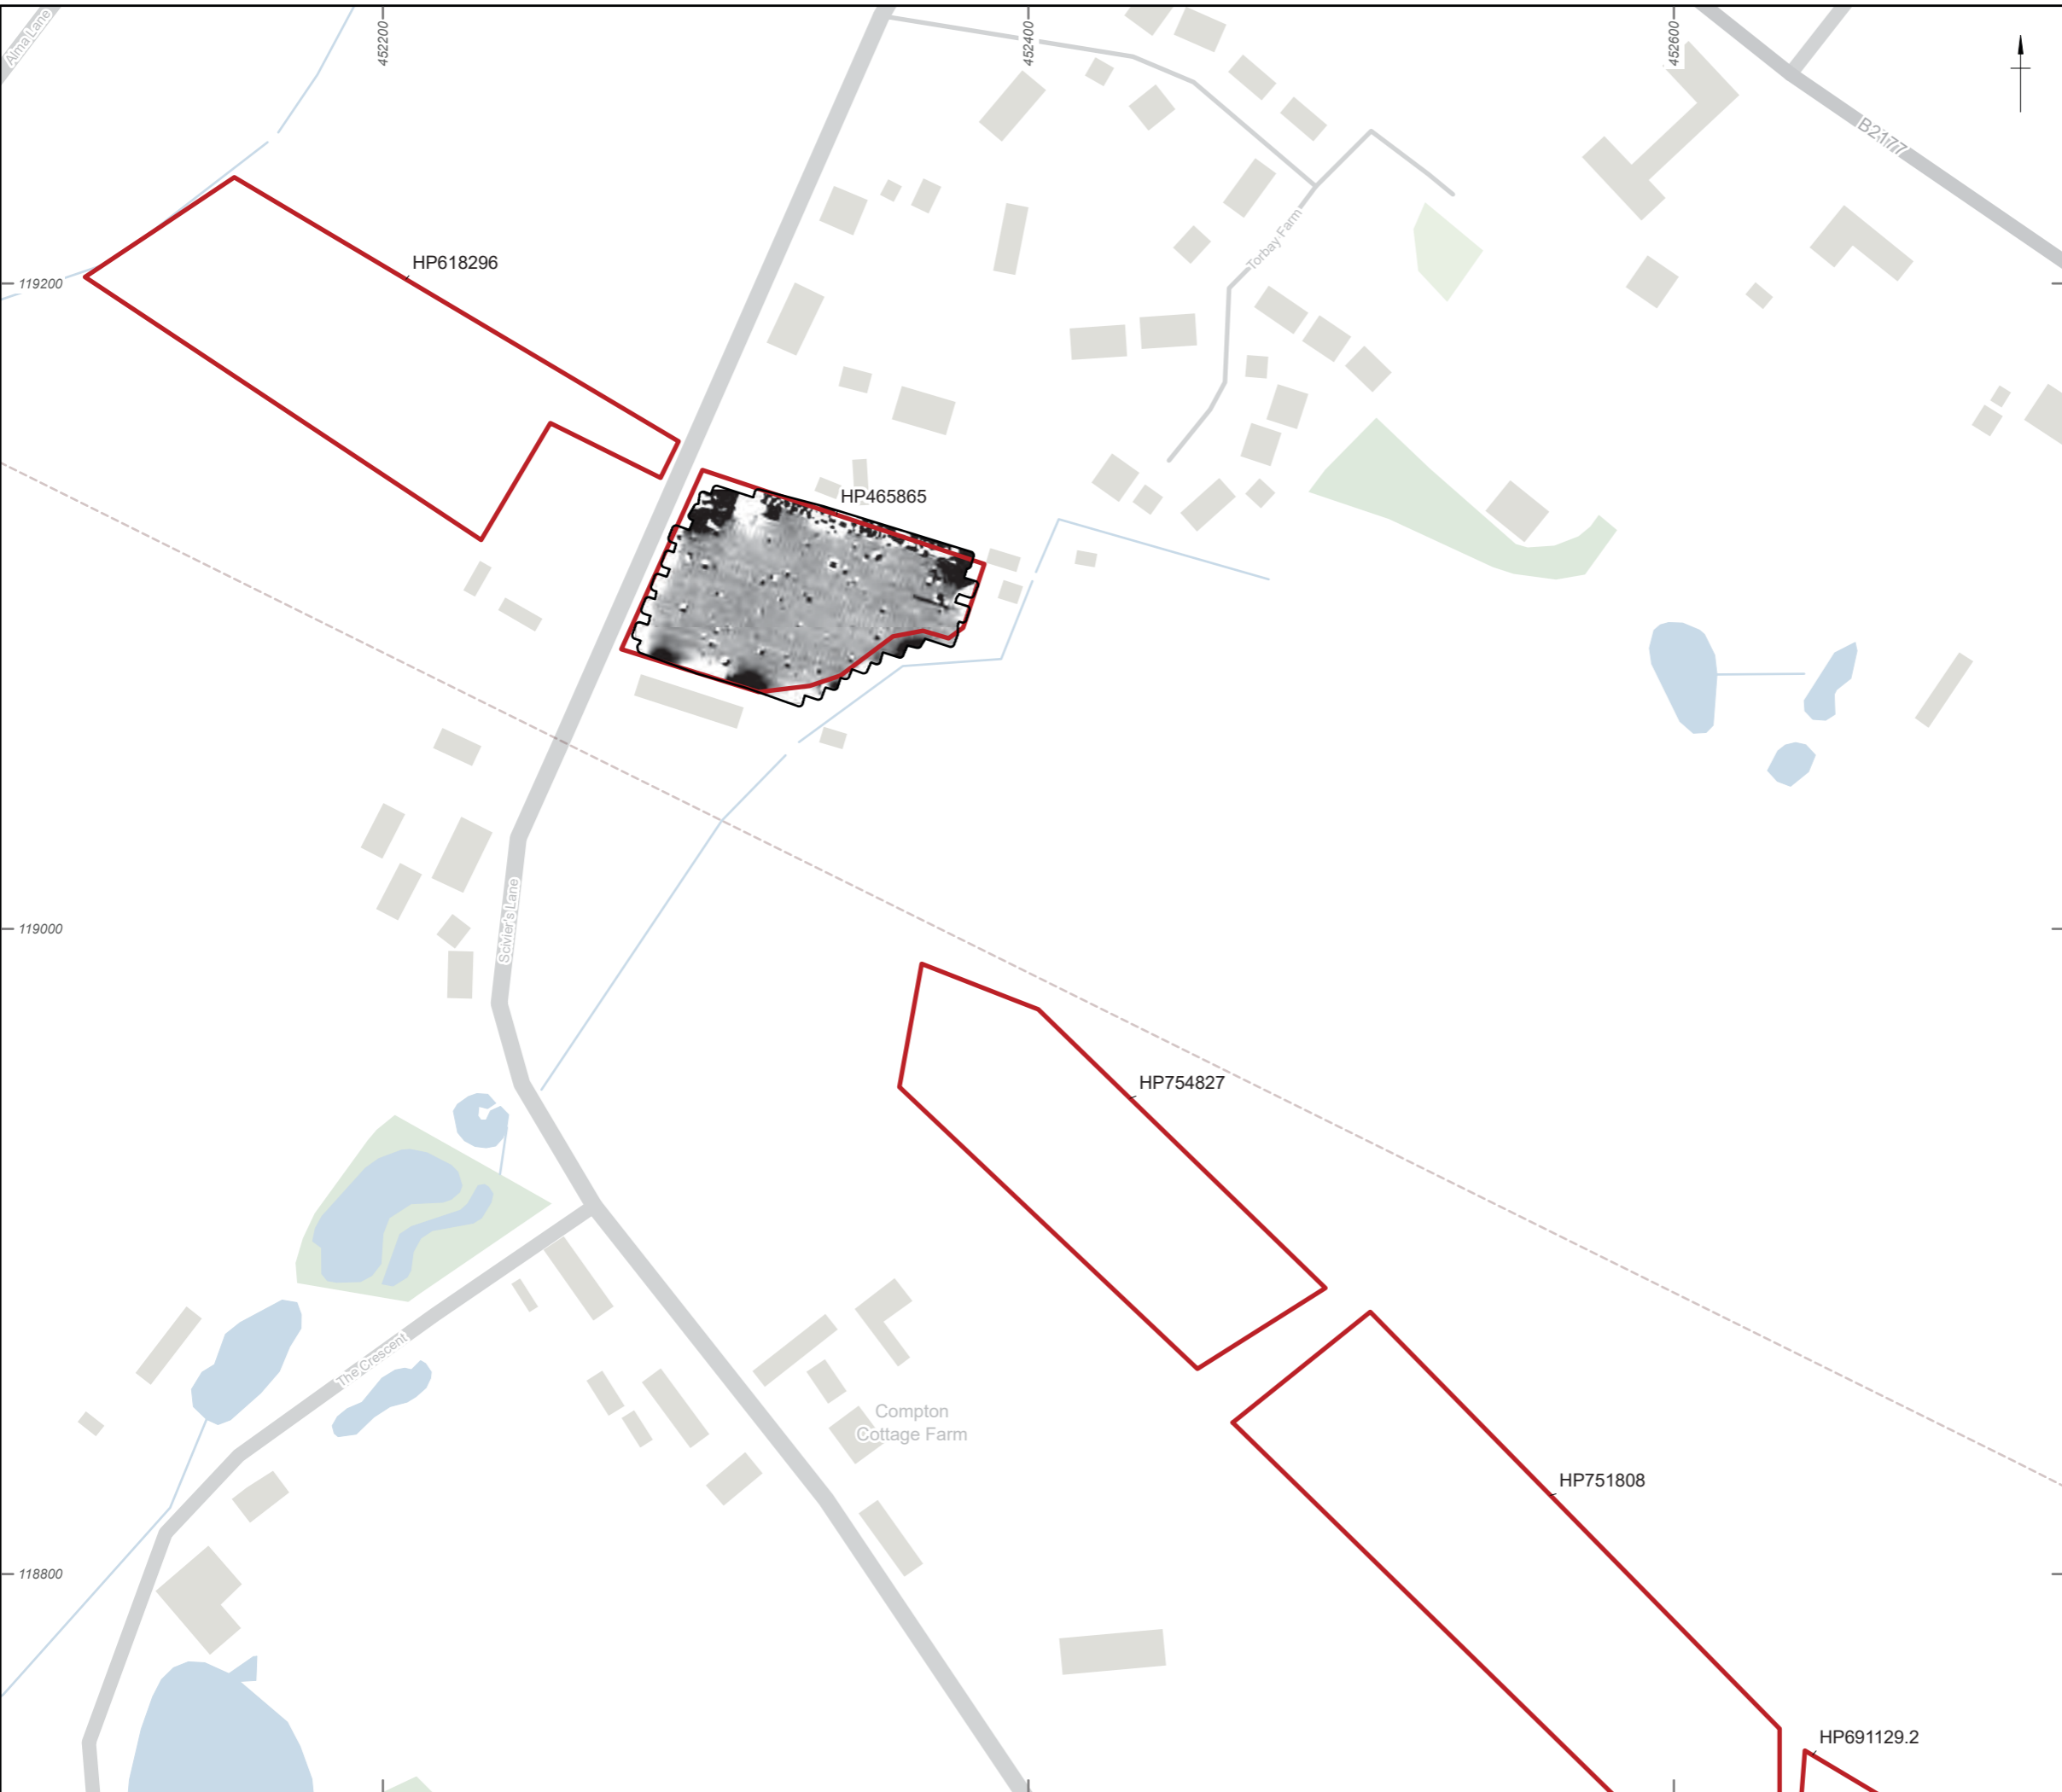 Alma Lane
452200
452400
452600
B2177
HP618296
Torbay Farm
119200
HP465865
Scivier's Lane
119000
HP754827
The Crescent
Compton
Cottage Farm
HP751808
118800
HP691129.2